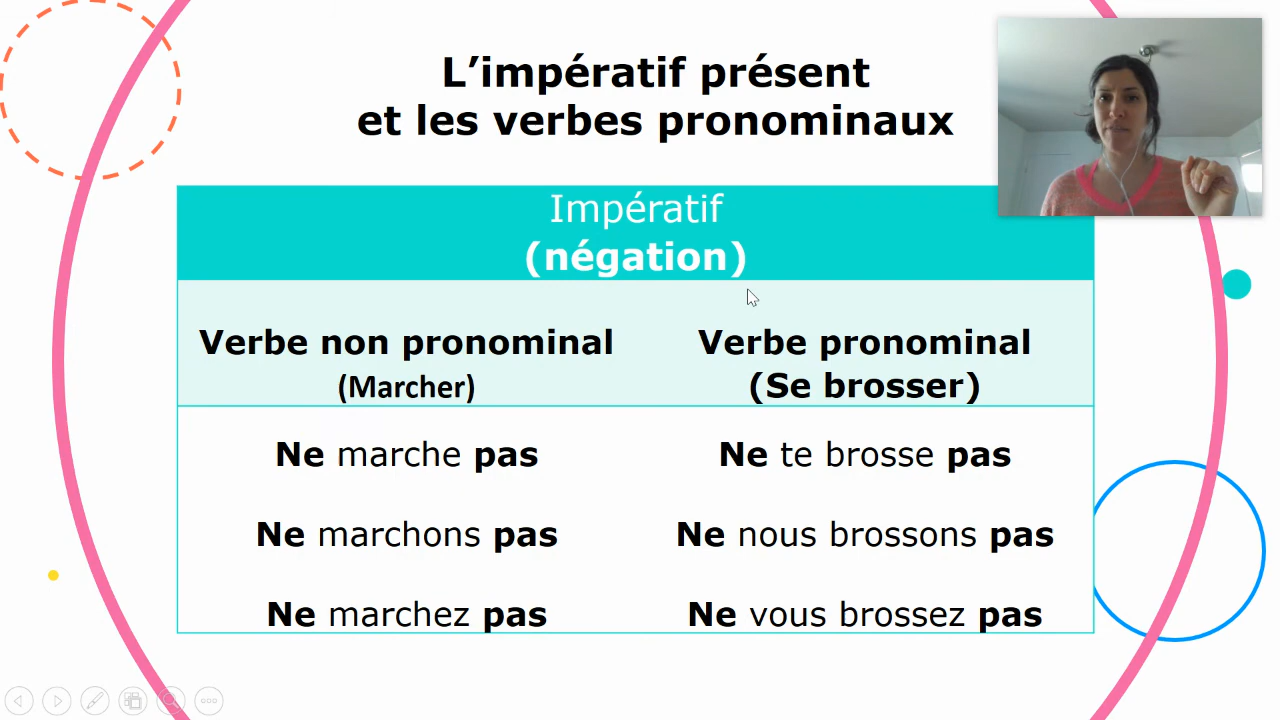 L’impératif présent
et les verbes pronominaux
Impératif
(négation)
Verbe non pronominal
(Marcher)
Verbe pronominal
(Se brosser)
Ne marche pas
Ne te brosse pas
Ne marchons pas
Ne nous brossons pas
Ne marchez pas
Ne vous brossez pas